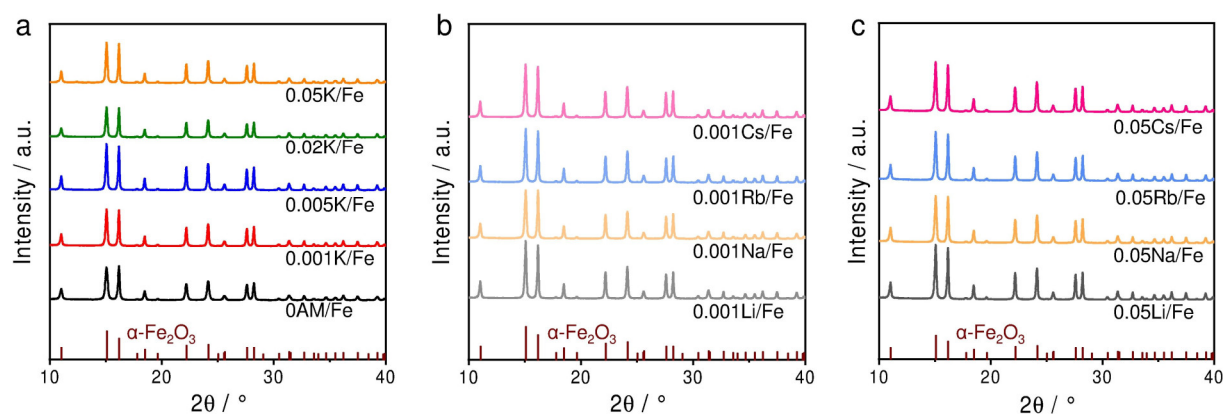 a
Intensity / a.u.
0.05K/Fe
0.02K/Fe
0.005K/Fe
0.001K/Fe
0AM/Fe
α-Fe₂O₃
10 20 30 40
2θ / °
b
Intensity / a.u.
0.001Cs/Fe
0.001Rb/Fe
0.001Na/Fe
0.001Li/Fe
α-Fe₂O₃
10 20 30 40
2θ / °
c
Intensity / a.u.
0.05Cs/Fe
0.05Rb/Fe
0.05Na/Fe
0.05Li/Fe
α-Fe₂O₃
10 20 30 40
2θ / °